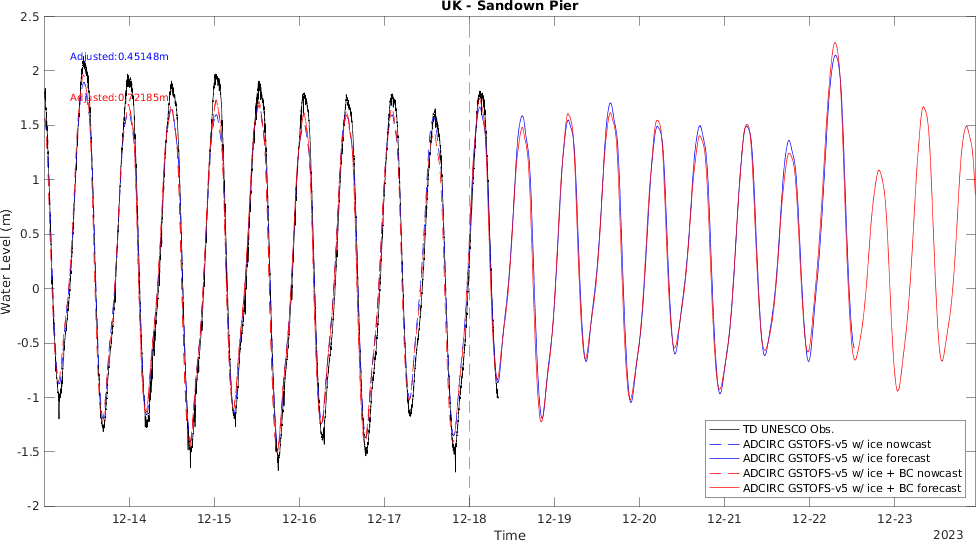 UK - Sandown Pier
2.5
2
1.5
1
0.5
0
-0.5
-1
-1.5
-2
Water Level (m)
Adjusted:0.45148m
Adjusted:0.72185m
TD UNESCO Obs.
ADCIRC GSTOFS-v5 w/ ice nowcast
ADCIRC GSTOFS-v5 w/ ice forecast
ADCIRC GSTOFS-v5 w/ ice + BC nowcast
ADCIRC GSTOFS-v5 w/ ice + BC forecast
12-14 12-15 12-16 12-17 12-18 12-19 12-20 12-21 12-22 12-23
Time
2023